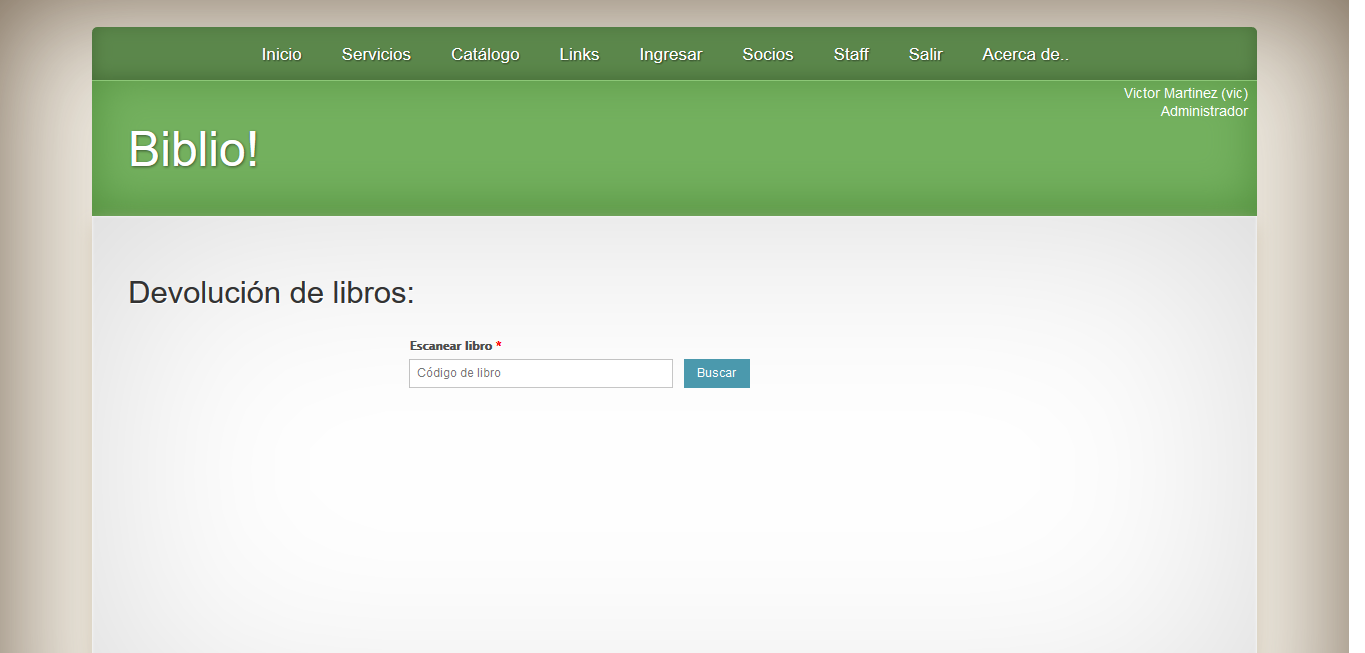 Inicio Servicios Catálogo Links Ingresar Socios Staff Salir Acerca de..
Victor Martinez (vic)
Administrador
Biblio!
Devolución de libros:
Escanear libro *
Código de libro Buscar